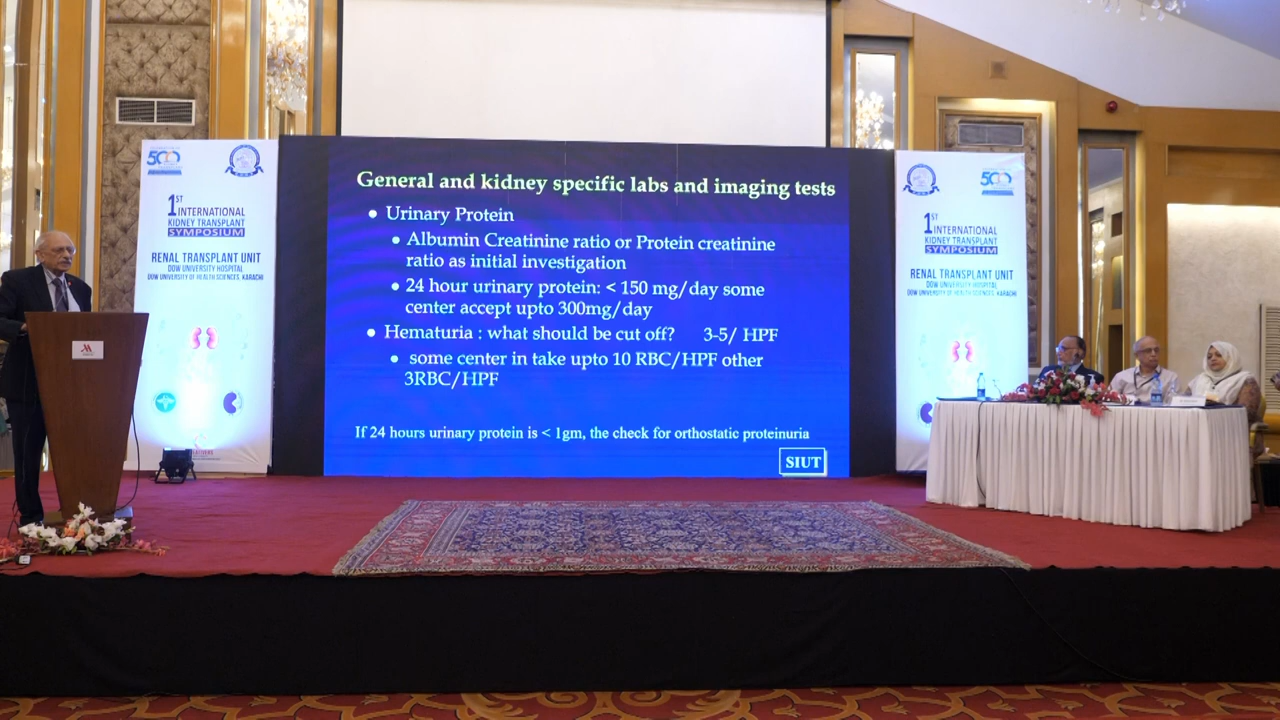 500
1ST
INTERNATIONAL
KIDNEY TRANSPLANT
SYMPOSIUM
RENAL TRANSPLANT UNIT
DOW UNIVERSITY HOSPITAL
DOW UNIVERSITY OF HEALTH SCIENCES, KARACHI
General and kidney specific labs and imaging tests
● Urinary Protein
● Albumin Creatinine ratio or Protein creatinine
ratio as initial investigation
● 24 hour urinary protein: < 150 mg/day some
center accept upto 300mg/day
● Hematuria : what should be cut off? 3-5/ HPF
● some center in take upto 10 RBC/HPF other
3RBC/HPF
If 24 hours urinary protein is < 1gm, the check for orthostatic proteinuria
SIUT
500
1ST
INTERNATIONAL
KIDNEY TRANSPLANT
SYMPOSIUM
RENAL TRANSPLANT UNIT
DOW UNIVERSITY HOSPITAL,
DOW UNIVERSITY OF HEALTH SCIENCES, KARACHI